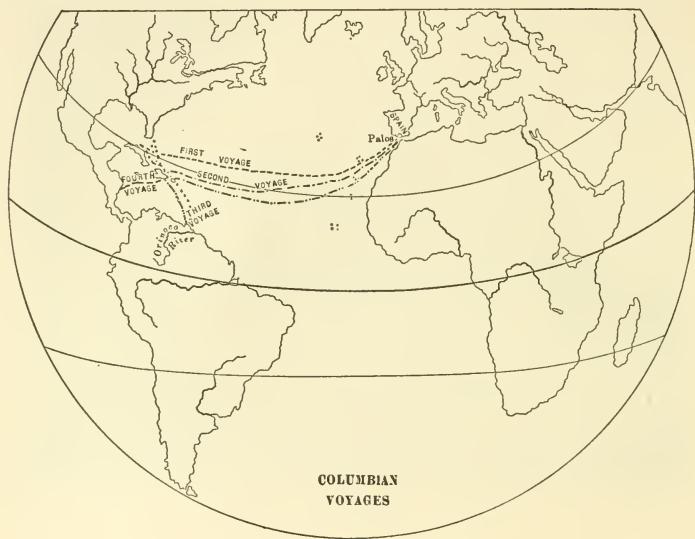 SPAIN
Palos
FIRST VOYAGE
SECOND VOYAGE
FOURTH
VOYAGE
THIRD
VOYAGE
Orinoco
River
COLUMBIAN
VOYAGES